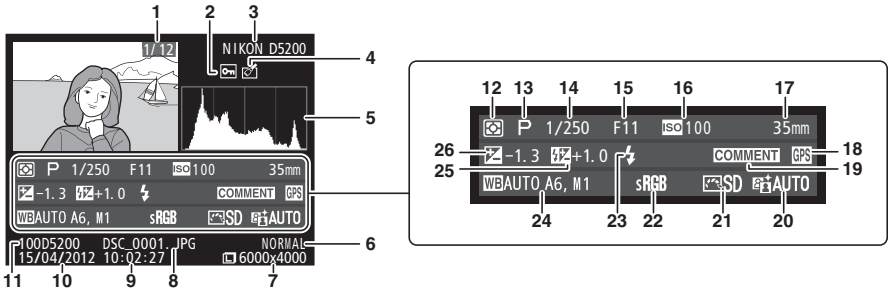 1 2 3
1/12 NIKON D5200
4
5
P 1/250 F11 ISO100 35mm
-1.3 +1.0 COMMENT GPS
WBAUTO A6, M1 sRGB SD AUTO
100D5200 DSC_0001.JPG NORMAL 6
15/04/2012 10:02:27 6000x4000
11 10 9 8 7
12 13 14 15 16 17
P 1/250 F11 ISO100 35mm
26 -1.3 +1.0 COMMENT GPS 18
25 19
WBAUTO A6, M1 sRGB SD AUTO
24 23 22 21 20